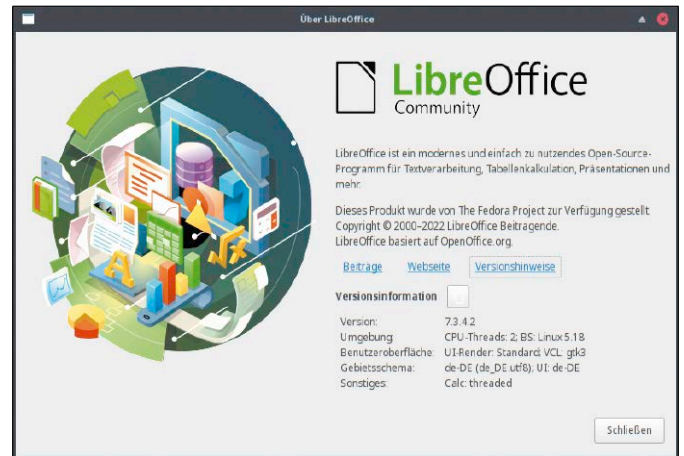 Über LibreOffice
LibreOffice
Community
LibreOffice ist ein modernes und einfach zu nutzendes Open-Source-
Programm für Textverarbeitung, Tabellenkalkulation, Präsentationen und
mehr.
Dieses Produkt wurde von The Fedora Project zur Verfügung gestellt.
Copyright © 2000–2022 LibreOffice Beitragende.
LibreOffice basiert auf OpenOffice.org.
Beiträge Webseite Versionshinweise
Versionsinformation
Version: 7.3.4.2
Umgebung: CPU-Threads: 2; BS: Linux 5.18
Benutzeroberfläche: UI-Render: Standard; VCL: gtk3
Gebietsschema: de-DE (de_DE.utf8); UI: de-DE
Sonstiges: Calc: threaded
Schließen